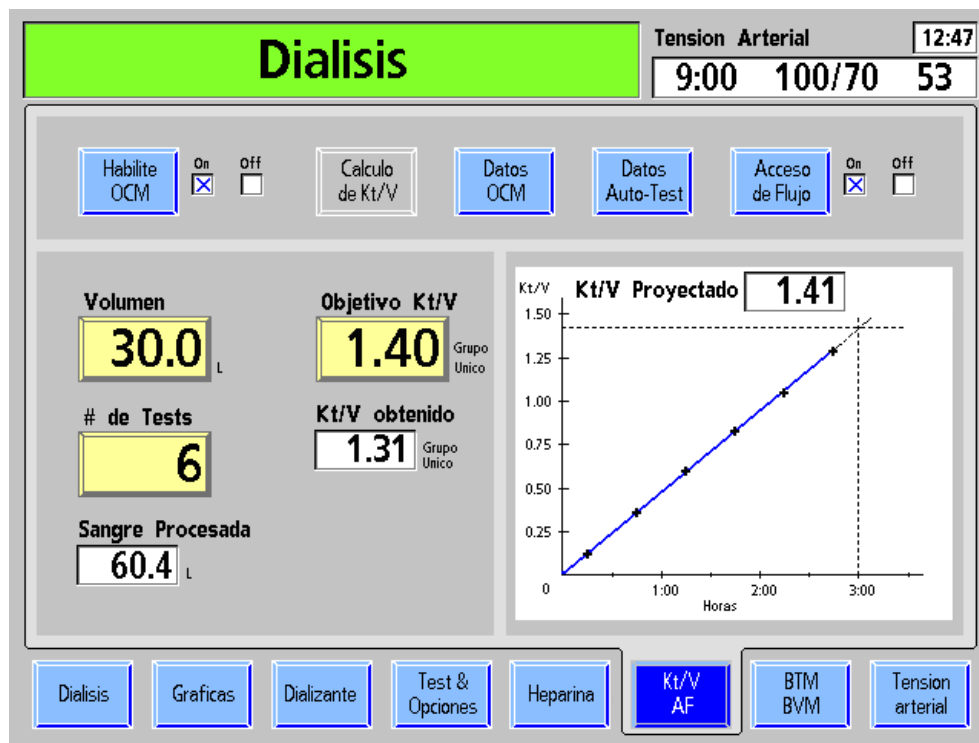 Dialisis
Tension Arterial
12:47
9:00 100/70 53
Habilite
OCM
On Off
Calculo
de Kt/V
Datos
OCM
Datos
Auto-Test
Acceso
de Flujo
On Off
Volumen
30.0 L
Objetivo Kt/V
1.40 Grupo
Unico
# de Tests
6
Kt/V obtenido
1.31 Grupo
Unico
Sangre Procesada
60.4 L
Kt/V
Kt/V Proyectado 1.41
1.50
1.25
1.00
0.75
0.50
0.25
0 1:00 2:00 3:00
Horas
Dialisis
Graficas
Dializante
Test &
Opciones
Heparina
Kt/V
AF
BTM
BVM
Tension
arterial